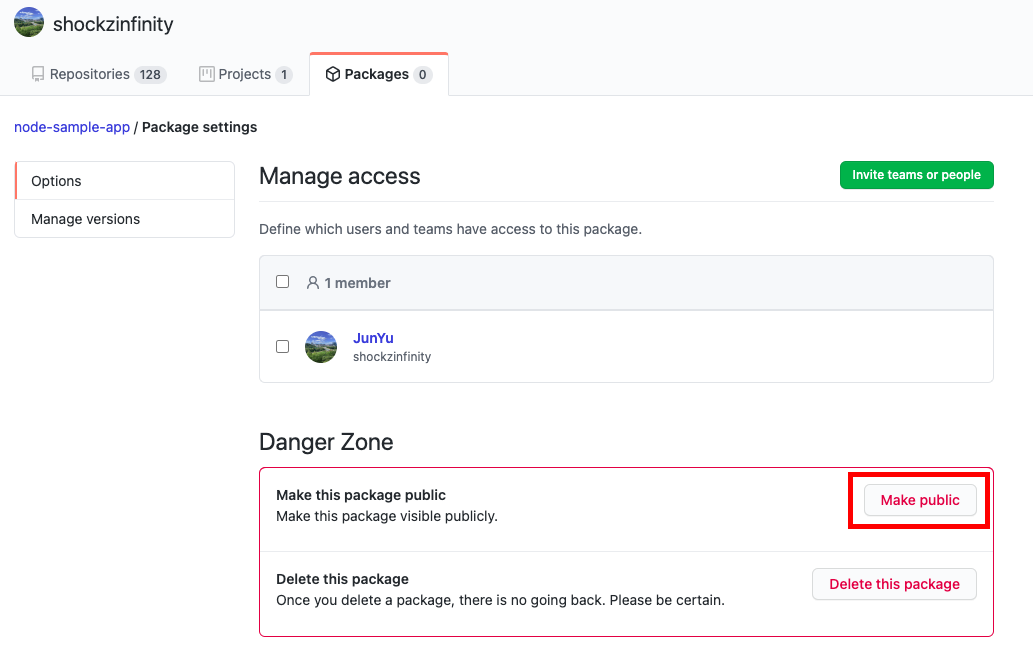 shockzinfinity
Repositories 128 Projects 1 Packages 0
node-sample-app / Package settings
Options
Manage versions
Manage access
Invite teams or people
Define which users and teams have access to this package.
1 member
JunYu
shockzinfinity
Danger Zone
Make this package public
Make this package visible publicly.
Make public
Delete this package
Once you delete a package, there is no going back. Please be certain.
Delete this package